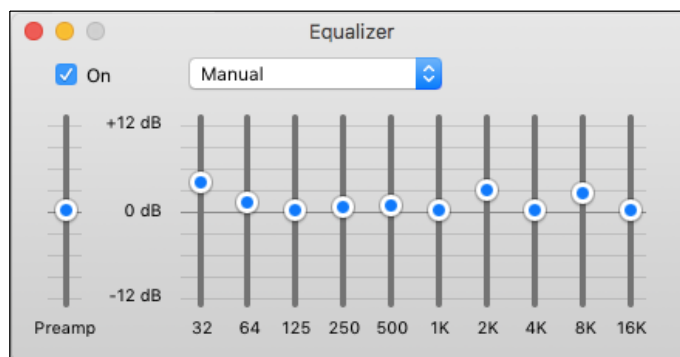 Equalizer
On
Manual
+12 dB
0 dB
-12 dB
Preamp 32 64 125 250 500 1K 2K 4K 8K 16K